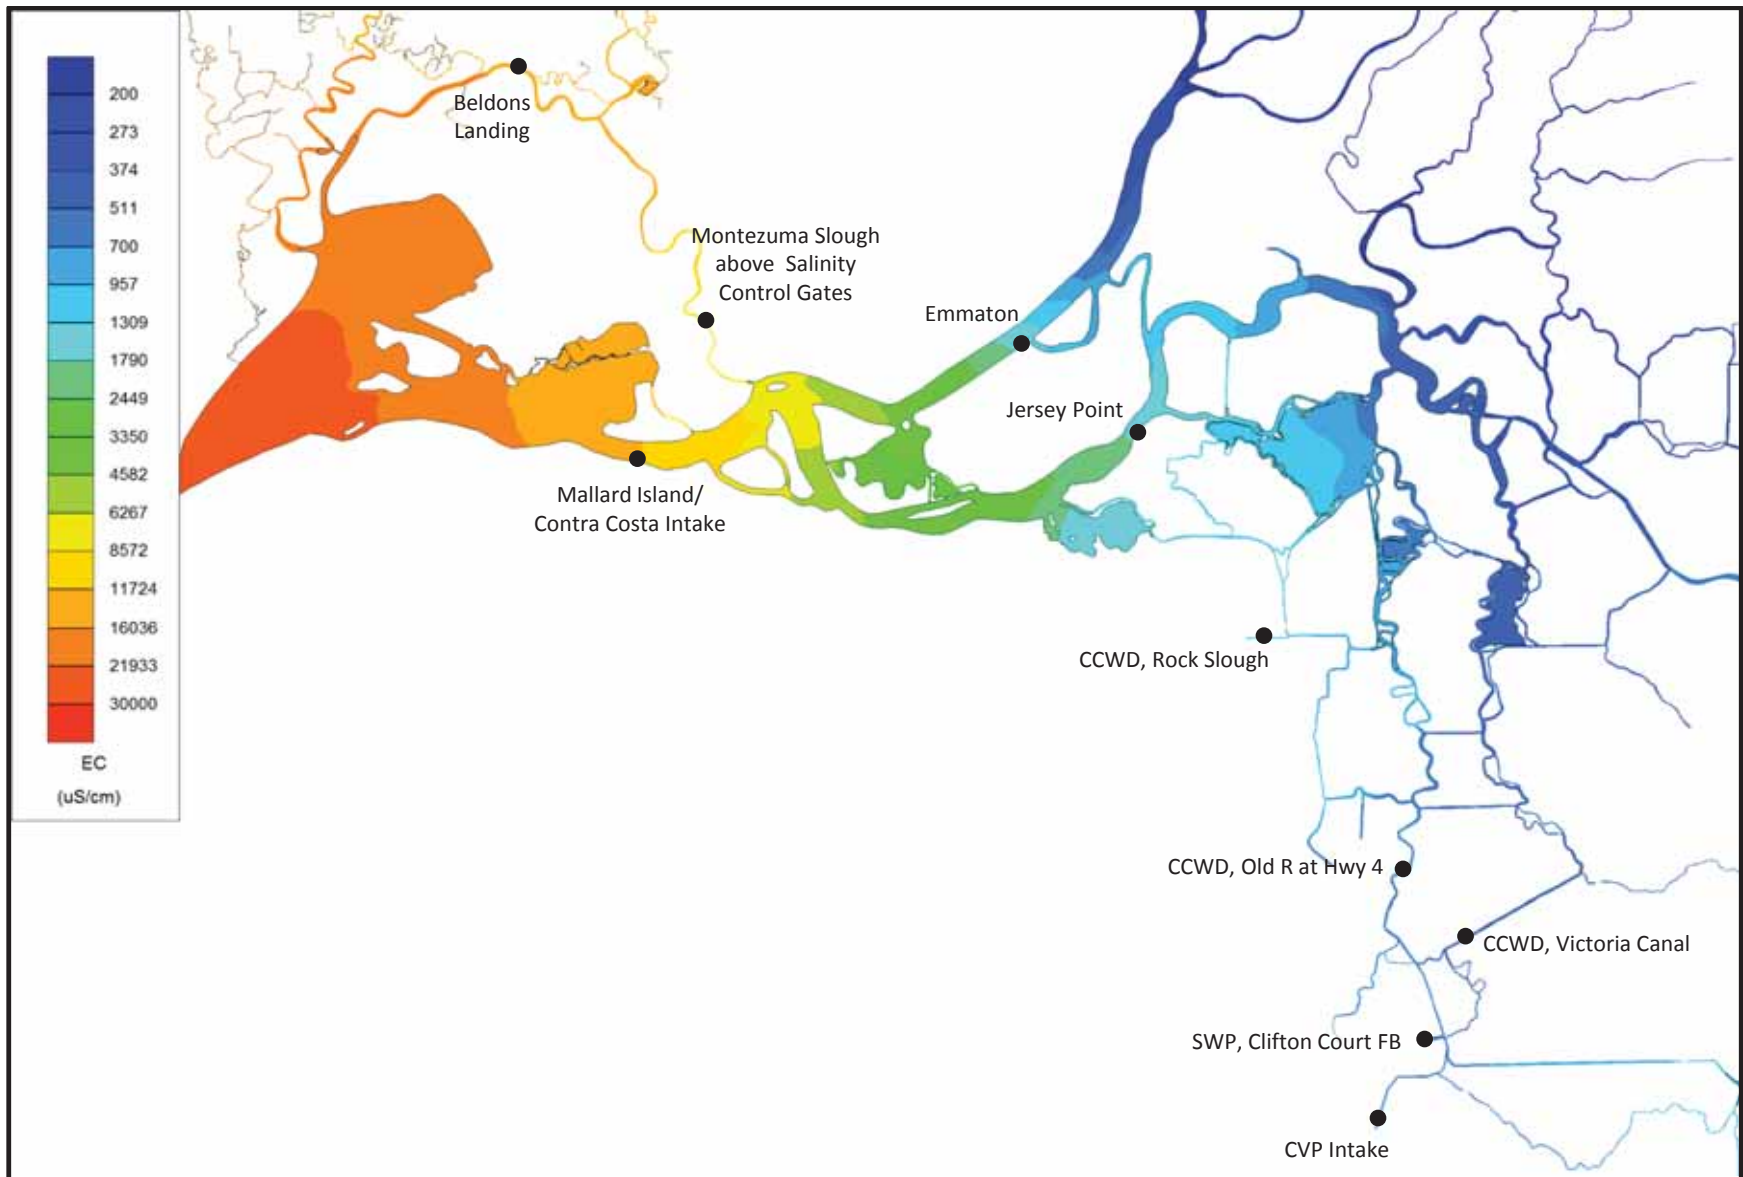 200
273
374
511
700
957
1309
1790
2449
3350
4582
6267
8572
11724
16036
21933
30000
EC
(uS/cm)
Beldons
Landing
Montezuma Slough
above Salinity
Control Gates
Emmaton
Jersey Point
Mallard Island/
Contra Costa Intake
CCWD, Rock Slough
CCWD, Old R at Hwy 4
CCWD, Victoria Canal
SWP, Clifton Court FB
CVP Intake